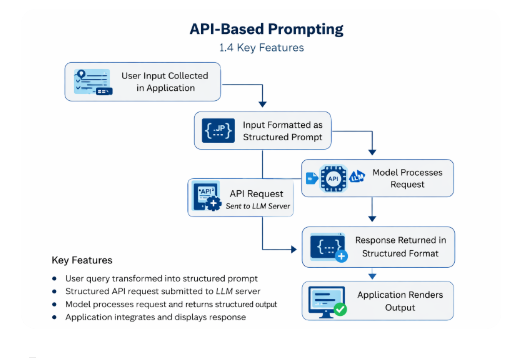 API-Based Prompting
1.4 Key Features
User Input Collected
in Application
{.JP}
...
Input Formatted as
Structured Prompt
API
Model Processes
Request
API
API Request
Sent to LLM Server
{...}
Response Returned in
Structured Format
Key Features
User query transformed into structured prompt
Structured API request submitted to LLM server
Model processes request and returns structured output
Application integrates and displays response
Application Renders
Output